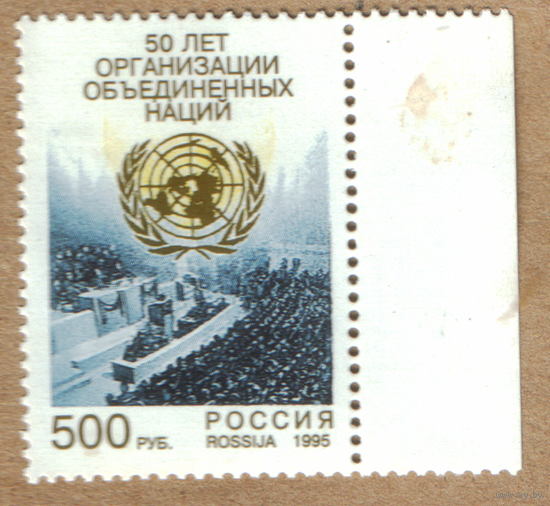 50 ЛЕТ
ОРГАНИЗАЦИИ
ОБЪЕДИНЕННЫХ
НАЦИЙ
500 РУБ.
РОССИЯ
ROSSIJA 1995